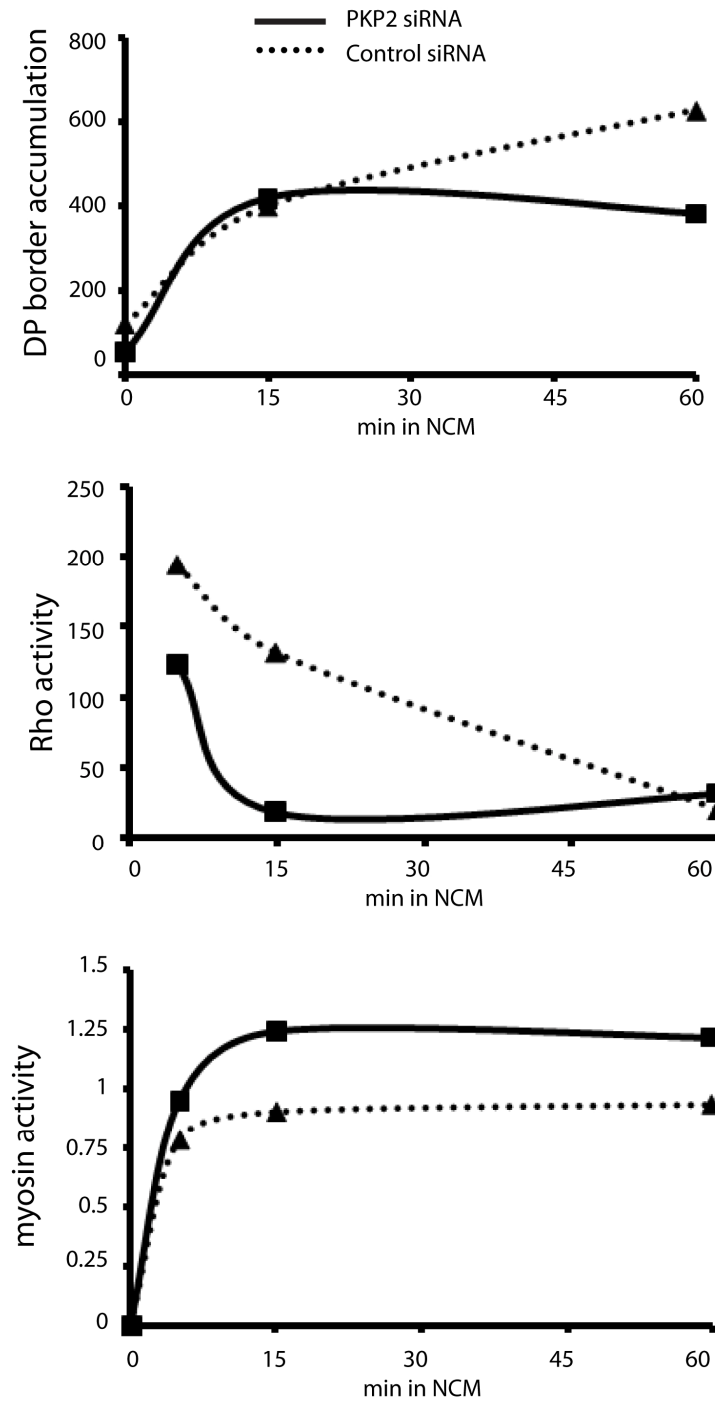 PKP2 siRNA
Control siRNA
DP border accumulation
800
600
400
200
0
0 15 30 45 60
min in NCM
Rho activity
250
200
150
100
50
0
0 15 30 45 60
min in NCM
myosin activity
1.5
1.25
1
0.75
0.5
0.25
0
0 15 30 45 60
min in NCM